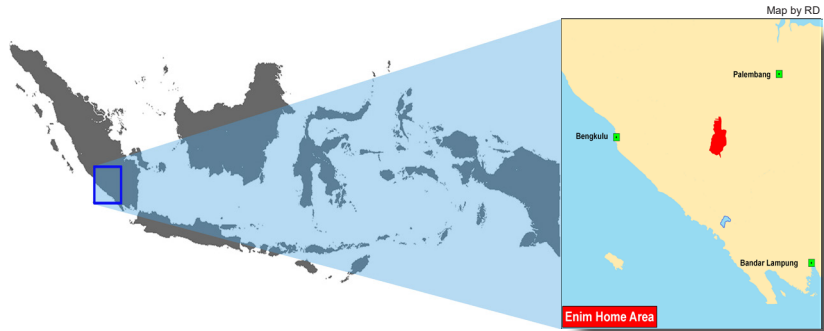 Map by RD
Palembang
Bengkulu
Bandar Lampung
Enim Home Area